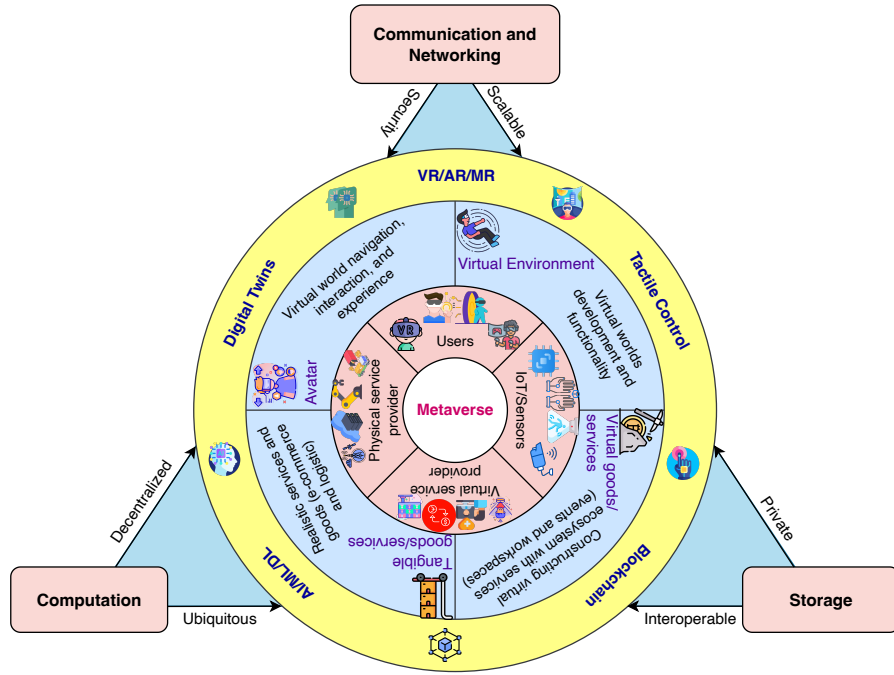 Communication and
Networking
Security
Scalable
VR/AR/MR
Digital Twins
Tactile Control
Virtual world navigation,
interaction, and
experience
Virtual Environment
Virtual worlds
development and
functionality
Avatar
VR
Users
Physical service
provider
Metaverse
IoT/Sensors
Virtual goods/
services
Virtual service
provider
Realistic services and
goods (e-commerce
and logistic)
Tangible
goods/services
Constructing virtual
ecosystem with services
(events and workspaces)
Decentralized
Private
AI/ML/DL
Blockchain
Computation
Ubiquitous
Interoperable
Storage